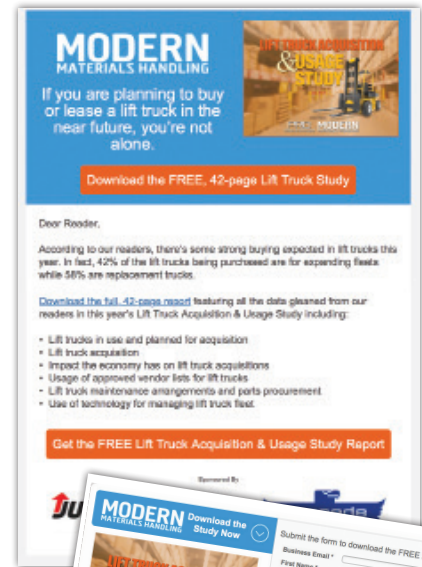 MODERN
MATERIALS HANDLING
If you are planning to buy
or lease a lift truck in the
near future, you're not
alone.
LIFT TRUCK ACQUISITION
& USAGE
STUDY
MODERN
Download the FREE, 42-page Lift Truck Study
Dear Reader,
According to our readers, there's some strong buying expected in lift trucks this
year. In fact, 42% of the lift trucks being purchased are for expanding fleets
while 58% are replacement trucks.
Download the full, 42-page report featuring all the data gleaned from our
readers in this year's Lift Truck Acquisition & Usage Study including:
• Lift trucks in use and planned for acquisition
• Lift truck acquisition
• Impact the economy has on lift truck acquisitions
• Usage of approved vendor lists for lift trucks
• Lift truck maintenance arrangements and parts procurement
• Use of technology for managing lift truck fleet
Get the FREE Lift Truck Acquisition & Usage Study Report
Sponsored By
MODERN
MATERIALS HANDLING
Download the
Study Now
Submit the form to download the FREE
Business Email *
First Name *